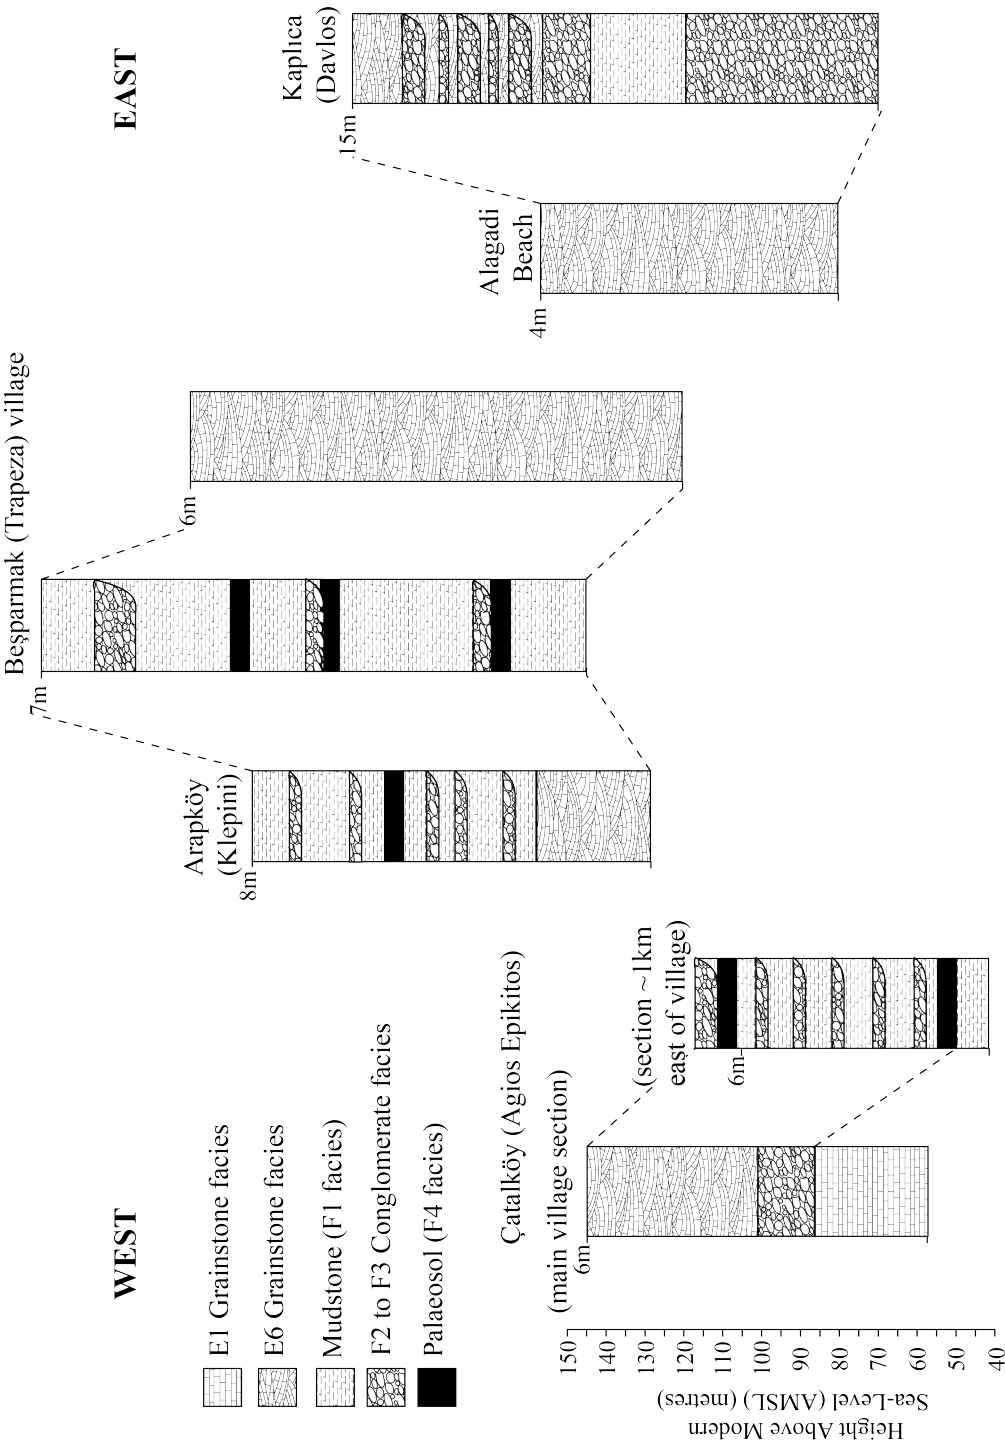 WEST
EAST
E1 Grainstone facies
E6 Grainstone facies
Mudstone (F1 facies)
F2 to F3 Conglomerate facies
Palaeosol (F4 facies)
Çatalköy (Agios Epikitos)
(main village section)
6m
(section ~1km
east of village)
6m
Arapköy
(Klepini)
8m
Beşparmak (Trapeza) village
7m
6m
Alagadi
Beach
4m
Kaplıca
(Davlos)
15m
150
140
130
120
110
100
90
80
70
60
50
40
Height Above Modern
Sea-Level (AMSL) (metres)